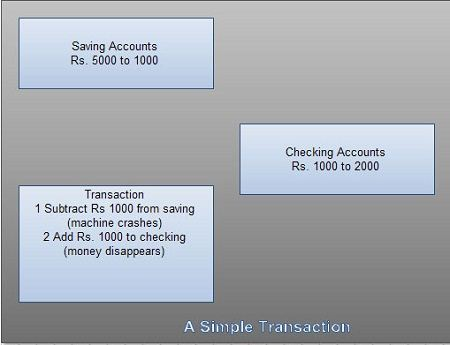 Saving Accounts
Rs. 5000 to 1000
Checking Accounts
Rs. 1000 to 2000
Transaction
1 Subtract Rs 1000 from saving
(machine crashes)
2 Add Rs. 1000 to checking
(money disappears)
A Simple Transaction